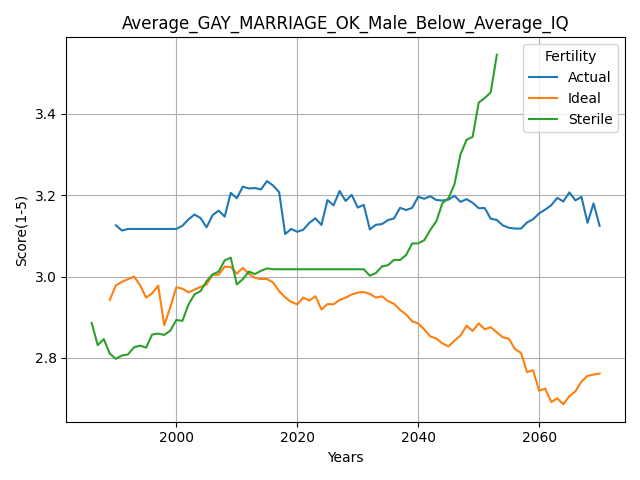 Average_GAY_MARRIAGE_OK_Male_Below_Average_IQ
Fertility
Actual
Ideal
Sterile
Score(1-5)
3.4
3.2
3.0
2.8
2000
2020
2040
2060
Years